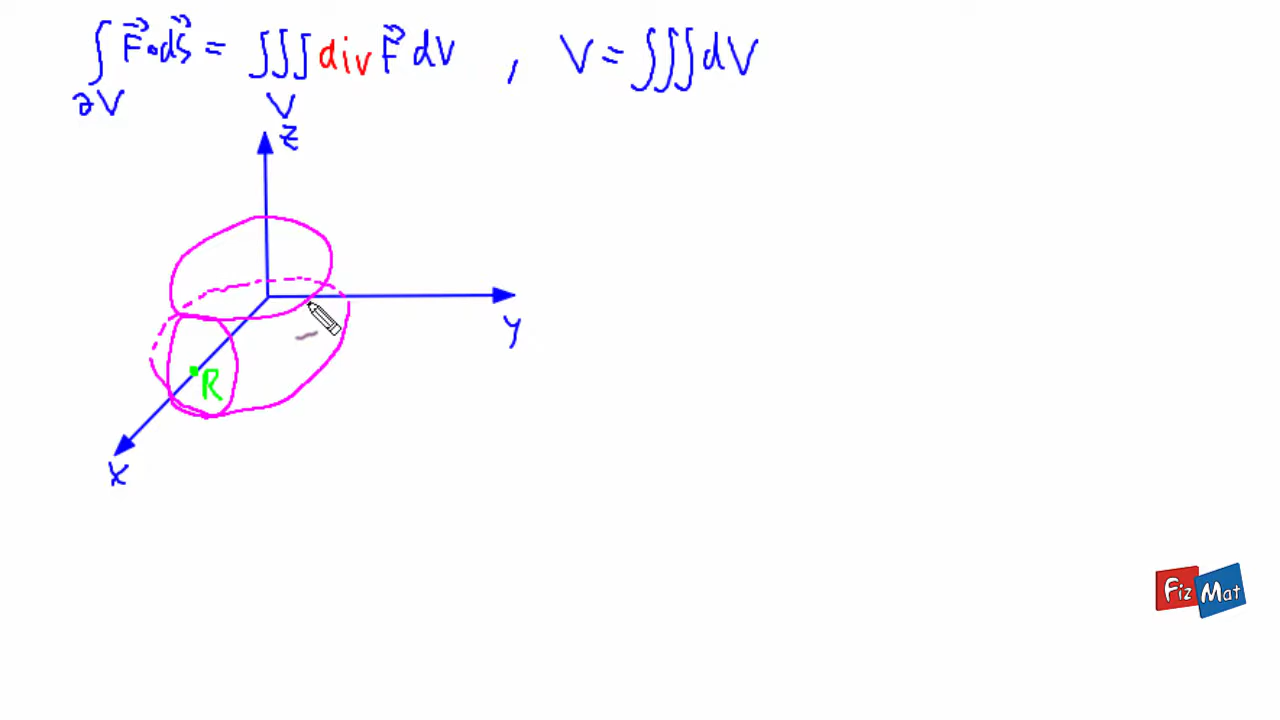 ∫ F⃗•dS⃗ = ∭ div F⃗ dV , V = ∭ dV
∂V V
z
R
y
x
Fiz Mat